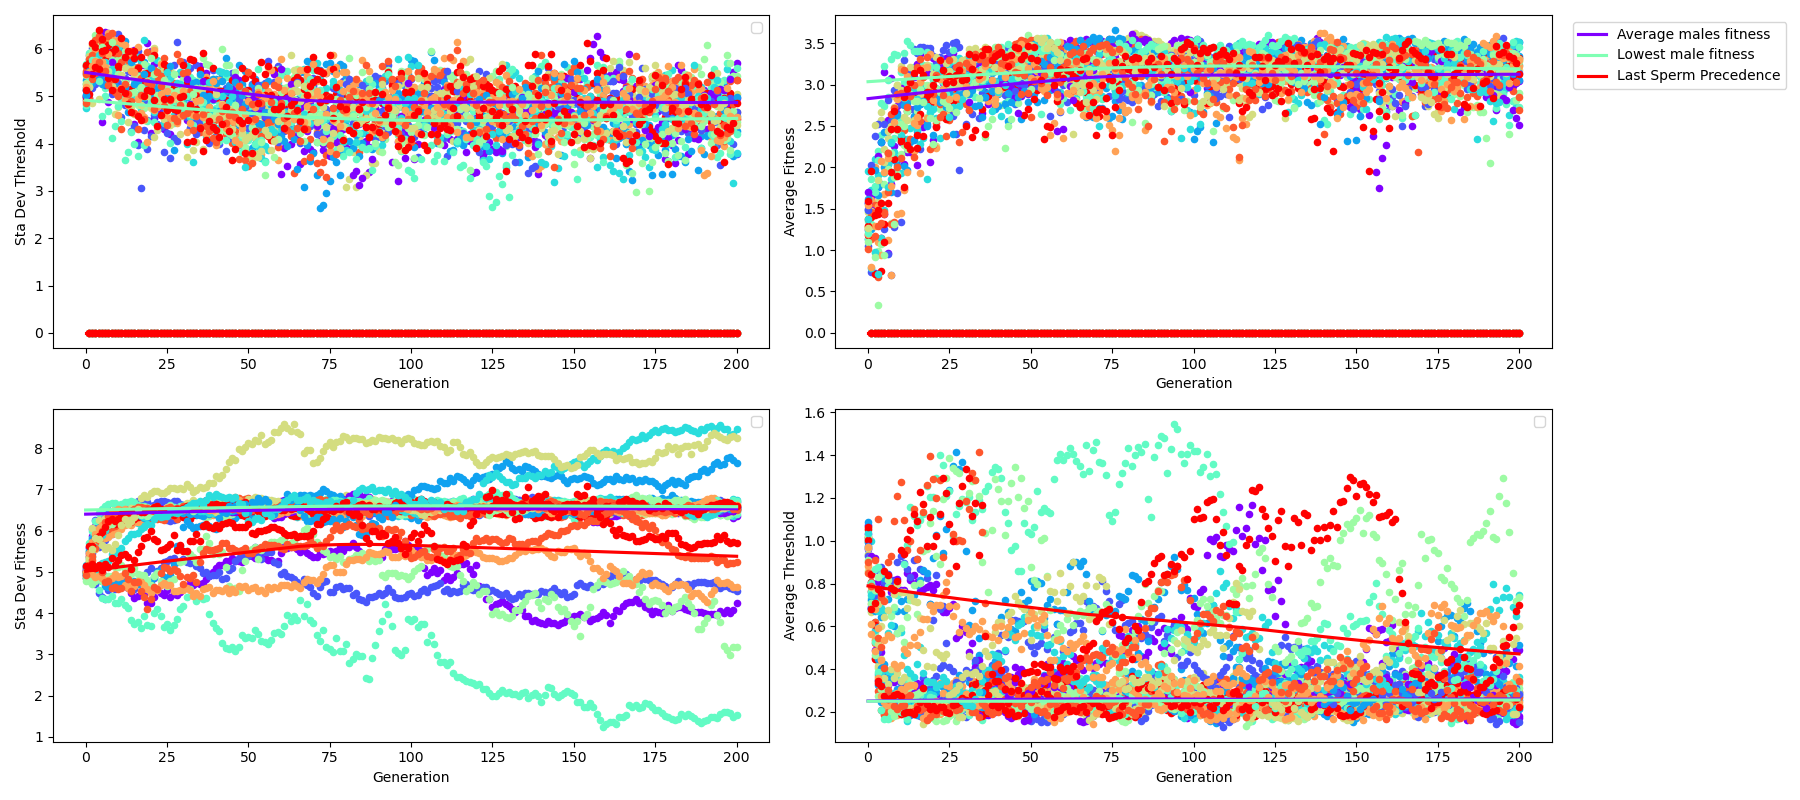 6
5
4
3
2
1
0
Sta Dev Threshold
0 25 50 75 100 125 150 175 200
Generation
3.5
3.0
2.5
2.0
1.5
1.0
0.5
0.0
Average Fitness
0 25 50 75 100 125 150 175 200
Generation
Average males fitness
Lowest male fitness
Last Sperm Precedence
8
7
6
5
4
3
2
1
Sta Dev Fitness
0 25 50 75 100 125 150 175 200
Generation
1.6
1.4
1.2
1.0
0.8
0.6
0.4
0.2
Average Threshold
0 25 50 75 100 125 150 175 200
Generation